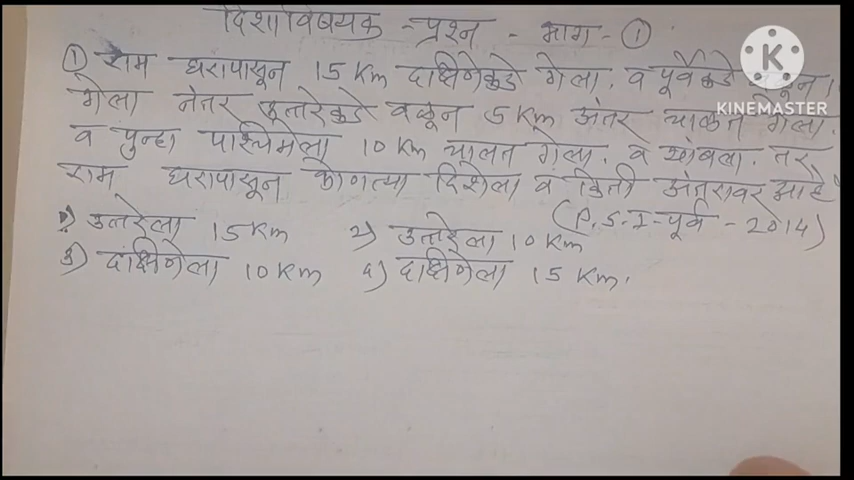 दिशाविषयक - प्रश्न - भाग - ①
① राम घरापासून 15 Km दक्षिणेकडे गेला. व पूर्वेकडे
गेला नंतर उत्तरेकडे वळून 5 Km अंतर चालत गेला.
व पुन्हा पश्चिमेला 10 Km चालत गेला. व थांबला. तर
राम घरापासून कोणत्या दिशेला व किती अंतरावर आहे
(P.S.I-पूर्व - 2014)
1) उत्तरेला 15 Km 2) उत्तरेला 10 Km
3) दक्षिणेला 10 Km 4) दक्षिणेला 15 Km.
K
KINEMASTER